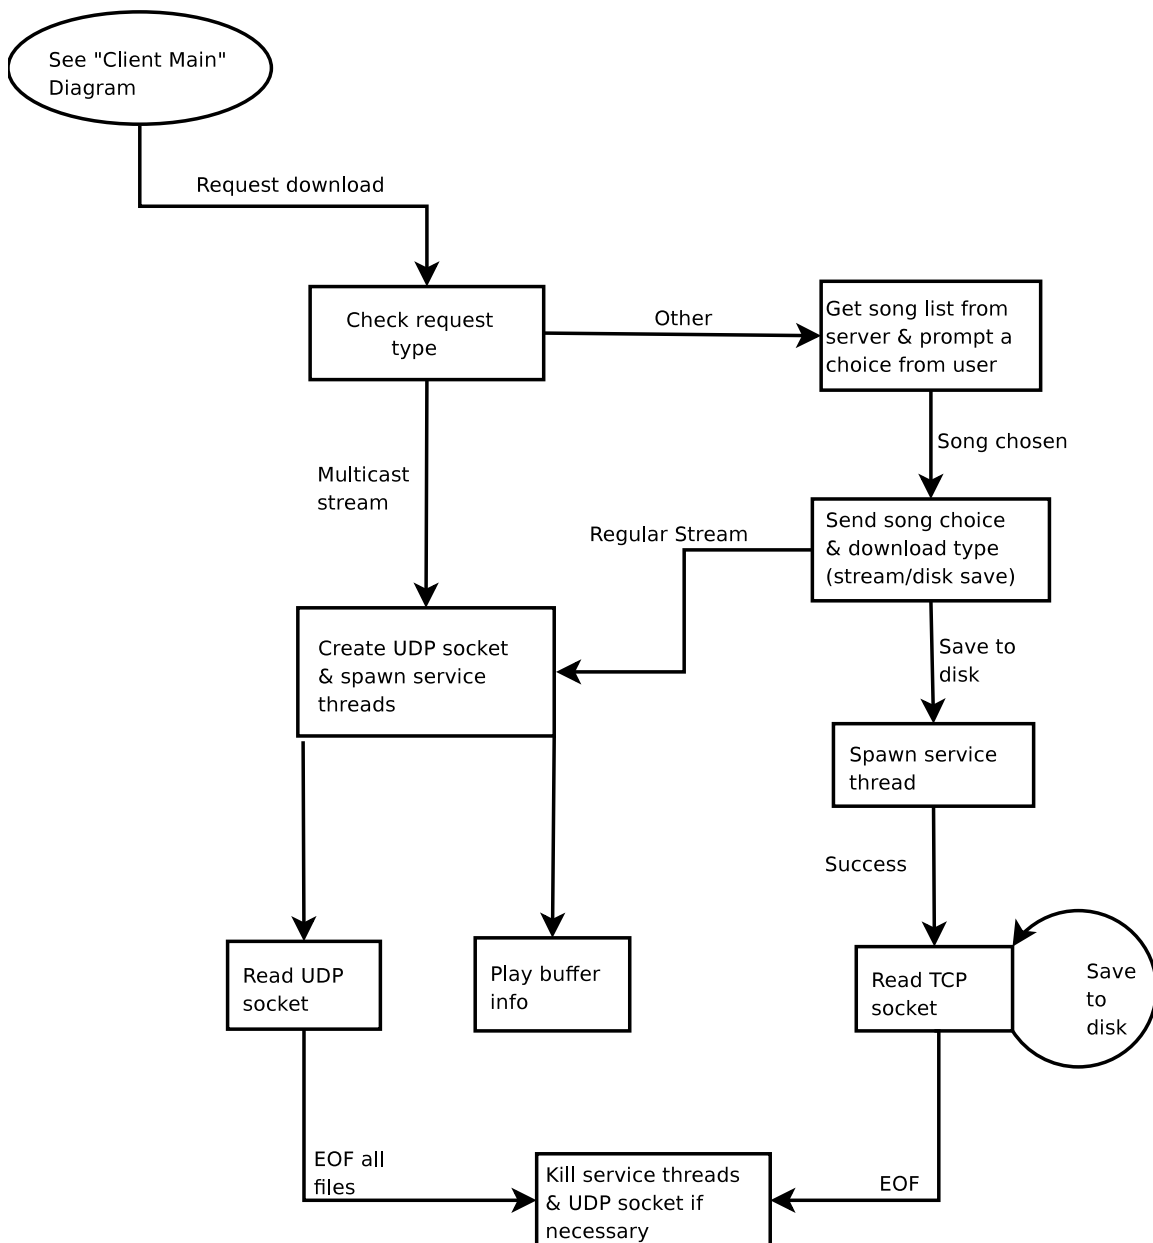 See "Client Main"
Diagram
Request download
Check request
type
Other
Get song list from
server & prompt a
choice from user
Song chosen
Multicast
stream
Send song choice
& download type
(stream/disk save)
Regular Stream
Create UDP socket
& spawn service
threads
Save to
disk
Spawn service
thread
Success
Read UDP
socket
Play buffer
info
Read TCP
socket
Save
to
disk
EOF all
files
Kill service threads
& UDP socket if
necessary
EOF